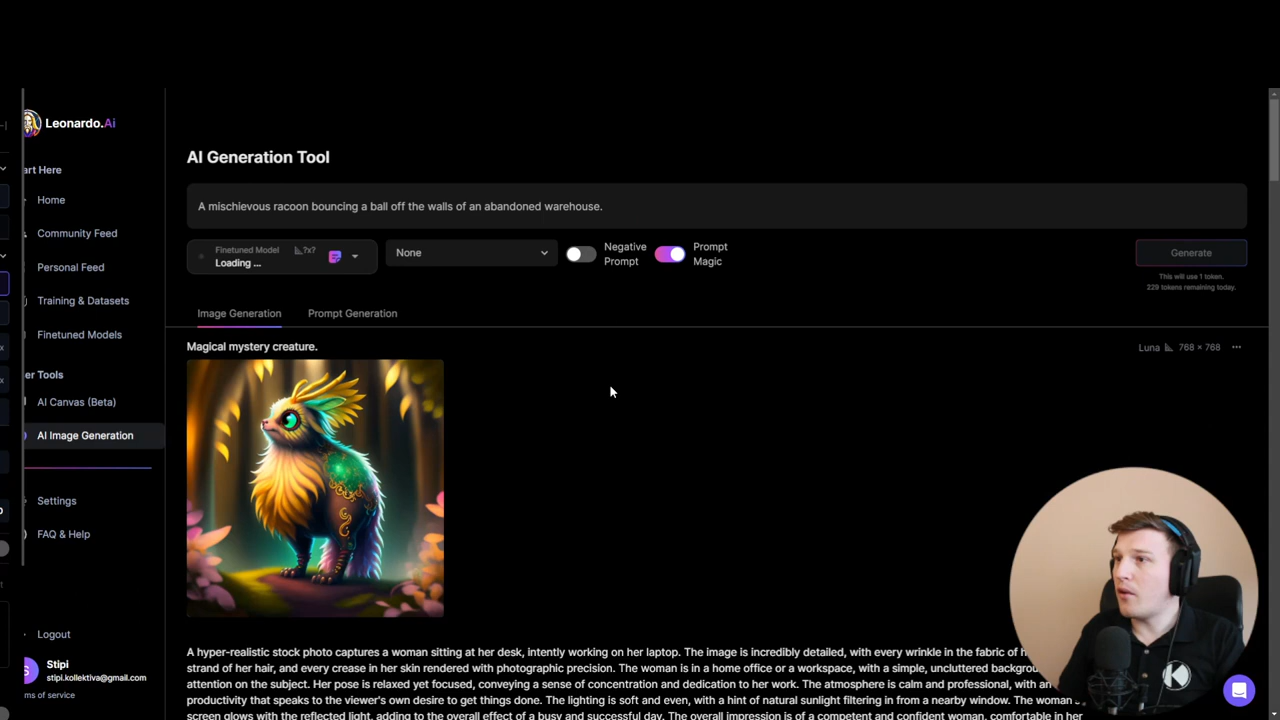 Leonardo.Ai
art Here
Home
Community Feed
Personal Feed
Training & Datasets
Finetuned Models
er Tools
AI Canvas (Beta)
AI Image Generation
Settings
FAQ & Help
Logout
Stipi
stipi.kollektiva@gmail.com
ms of service
AI Generation Tool
A mischievous racoon bouncing a ball off the walls of an abandoned warehouse.
Finetuned Model
?x?
Loading ...
None
Negative
Prompt
Prompt
Magic
Generate
This will use 1 token.
229 tokens remaining today.
Image Generation
Prompt Generation
Magical mystery creature.
Luna
768 × 768
A hyper-realistic stock photo captures a woman sitting at her desk, intently working on her laptop. The image is incredibly detailed, with every wrinkle in the fabric of h
strand of her hair, and every crease in her skin rendered with photographic precision. The woman is in a home office or a workspace, with a simple, uncluttered backgrou
attention on the subject. Her pose is relaxed yet focused, conveying a sense of concentration and dedication to her work. The atmosphere is calm and professional, with an
productivity that speaks to the viewer's own desire to get things done. The lighting is soft and even, with a hint of natural sunlight filtering in from a nearby window. The woman
screen glows with the reflected light, adding to the overall effect of a busy and successful day. The overall impression is of a competent and confident woman, comfortable in her